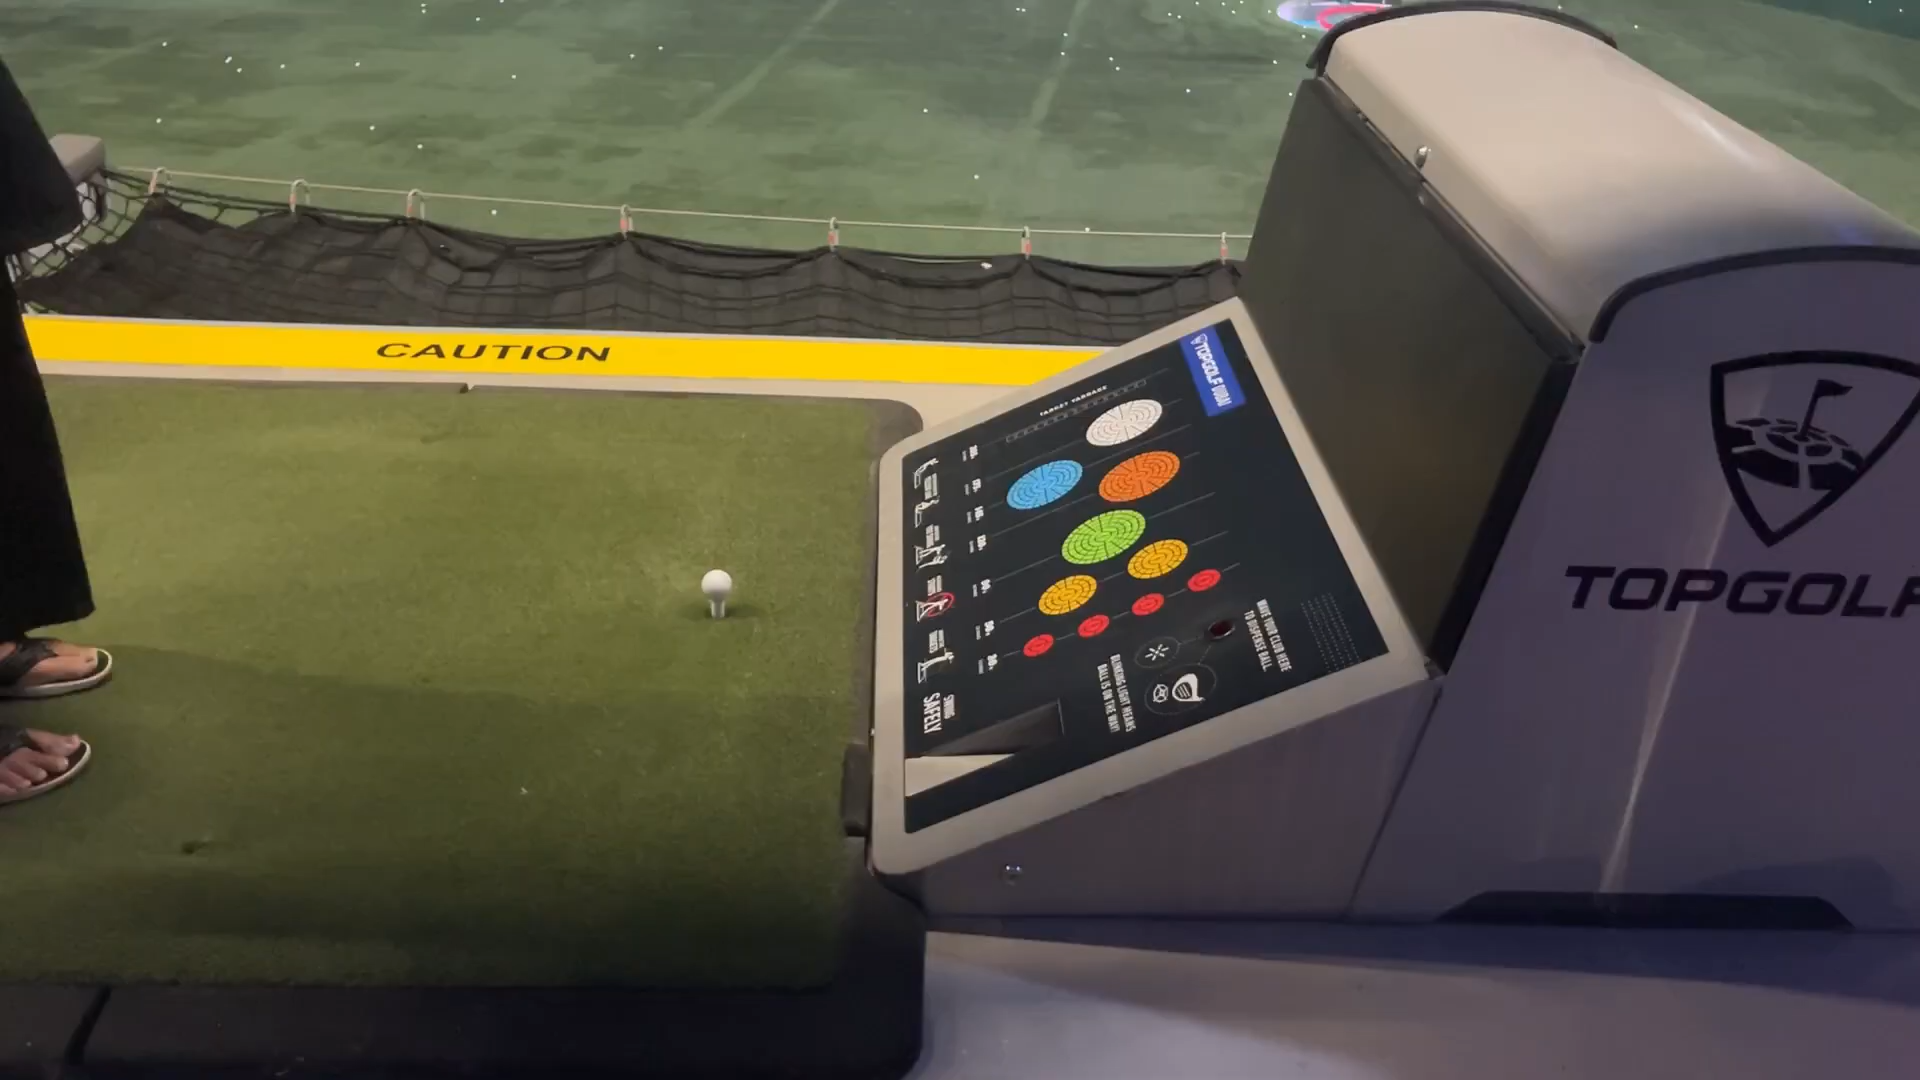 CAUTION
TOPGOLF DUBAI
TARGET YARDAGE
WAVE YOUR CLUB HERE
TO DISPENSE BALL
BLINKING LIGHT MEANS
BALL IS ON THE WAY!
SWING
SAFELY
TOPGOLF